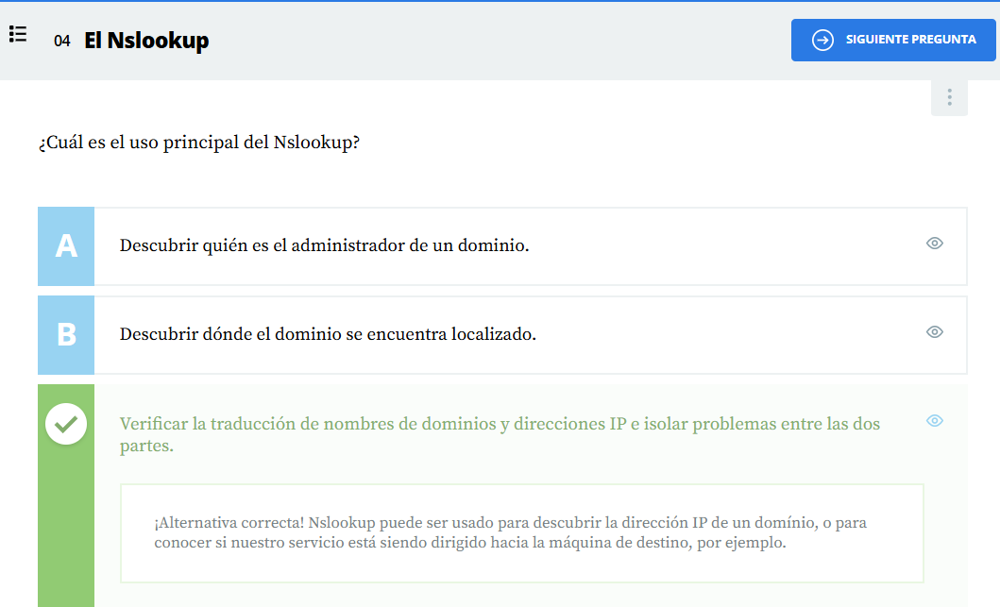 04 El Nslookup
SIGUIENTE PREGUNTA
¿Cuál es el uso principal del Nslookup?
A
Descubrir quién es el administrador de un dominio.
B
Descubrir dónde el dominio se encuentra localizado.
Verificar la traducción de nombres de dominios y direcciones IP e isolar problemas entre las dos
partes.
¡Alternativa correcta! Nslookup puede ser usado para descubrir la dirección IP de un domínio, o para
conocer si nuestro servicio está siendo dirigido hacia la máquina de destino, por ejemplo.